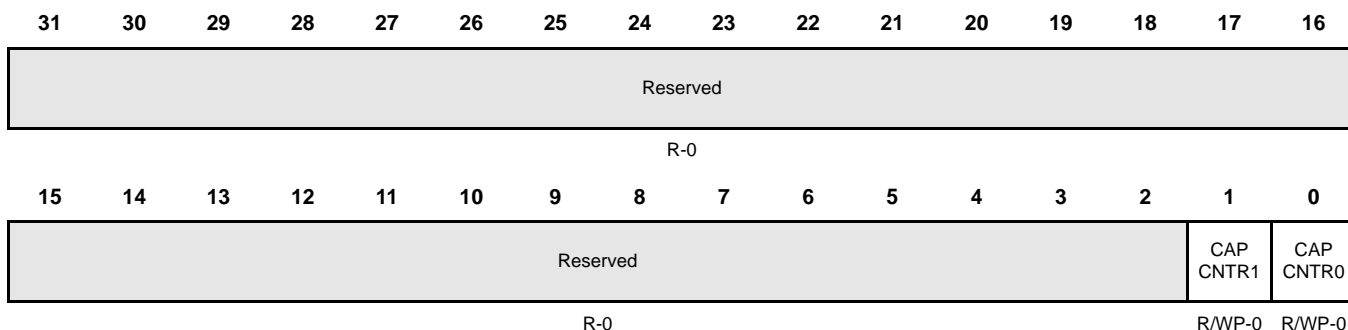 31 30 29 28 27 26 25 24 23 22 21 20 19 18 17 16
Reserved
R-0
15 14 13 12 11 10 9 8 7 6 5 4 3 2 1 0
Reserved CAP CNTR1 CAP CNTR0
R-0 R/WP-0 R/WP-0